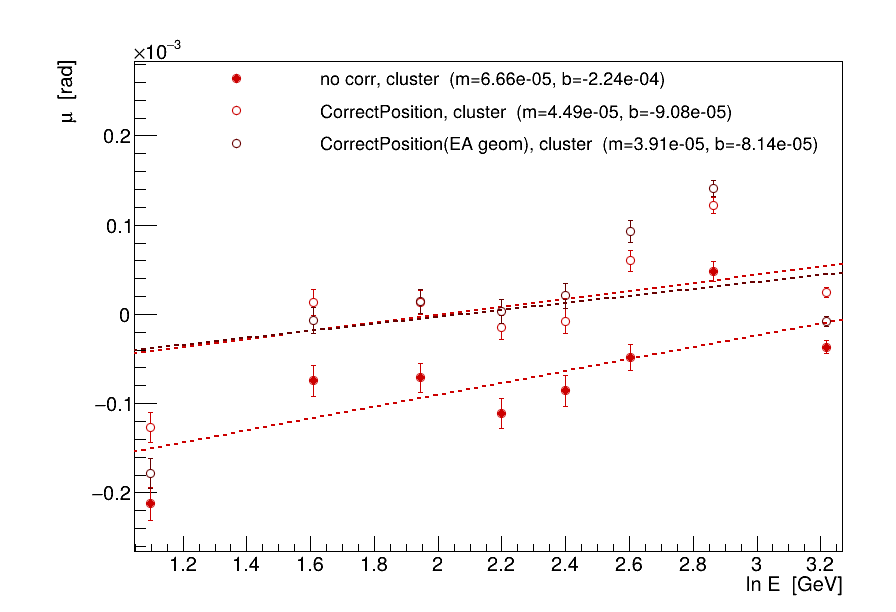 ×10⁻³
μ [rad]
no corr, cluster (m=6.66e-05, b=-2.24e-04)
CorrectPosition, cluster (m=4.49e-05, b=-9.08e-05)
CorrectPosition(EA geom), cluster (m=3.91e-05, b=-8.14e-05)
0.2
0.1
0
−0.1
−0.2
1.2 1.4 1.6 1.8 2 2.2 2.4 2.6 2.8 3 3.2
ln E [GeV]